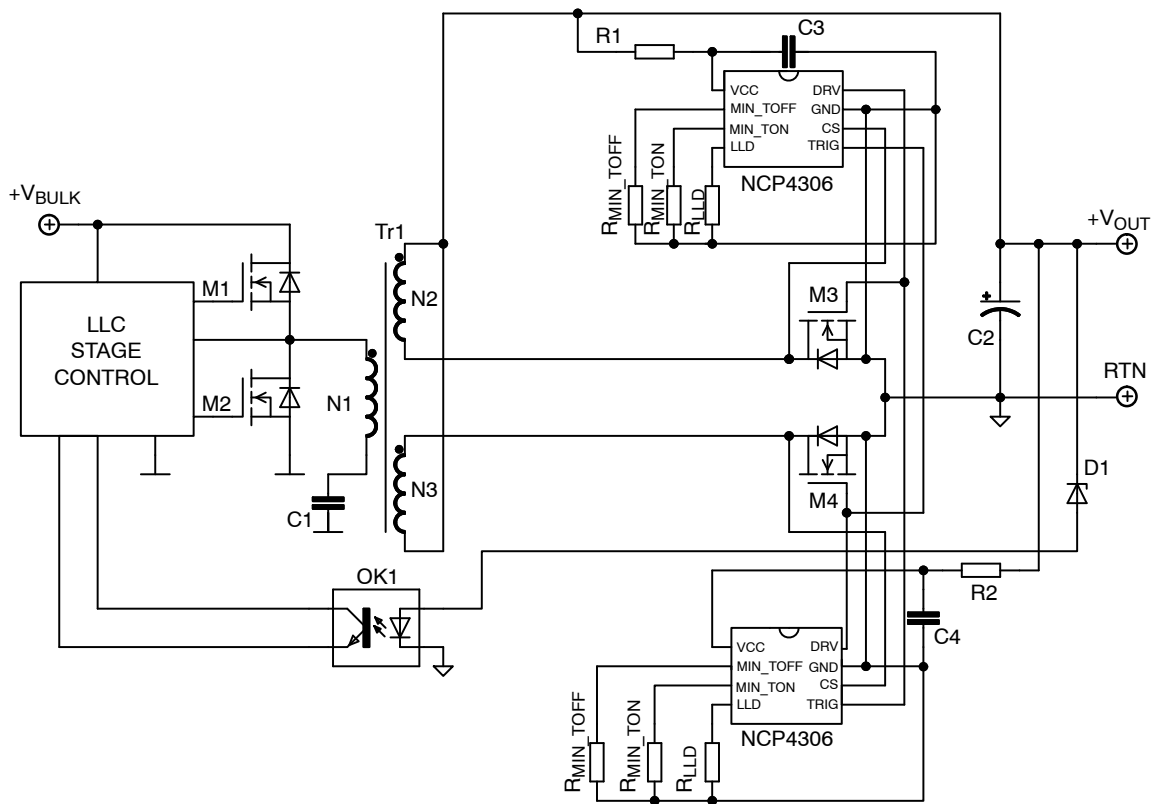 R1
C3
VCC
DRV
MIN_TOFF
GND
MIN_TON
CS
LLD
TRIG
NCP4306
RMIN_TOFF
RMIN_TON
RLLD
+VBULK
Tr1
+VOUT
M1
N2
M3
C2
LLC
STAGE
CONTROL
RTN
M2
N1
D1
N3
M4
C1
OK1
R2
C4
VCC
DRV
MIN_TOFF
GND
MIN_TON
CS
LLD
TRIG
NCP4306
RMIN_TOFF
RMIN_TON
RLLD